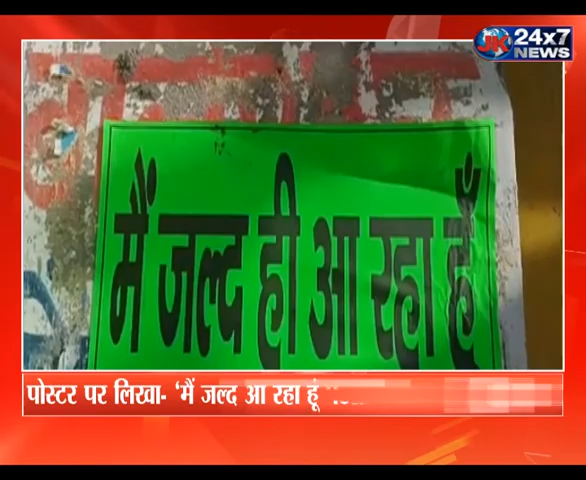 JK 24x7
NEWS
मैं जल्द ही आ रहा हूँ
पोस्टर पर लिखा- 'मैं जल्द आ रहा हूं